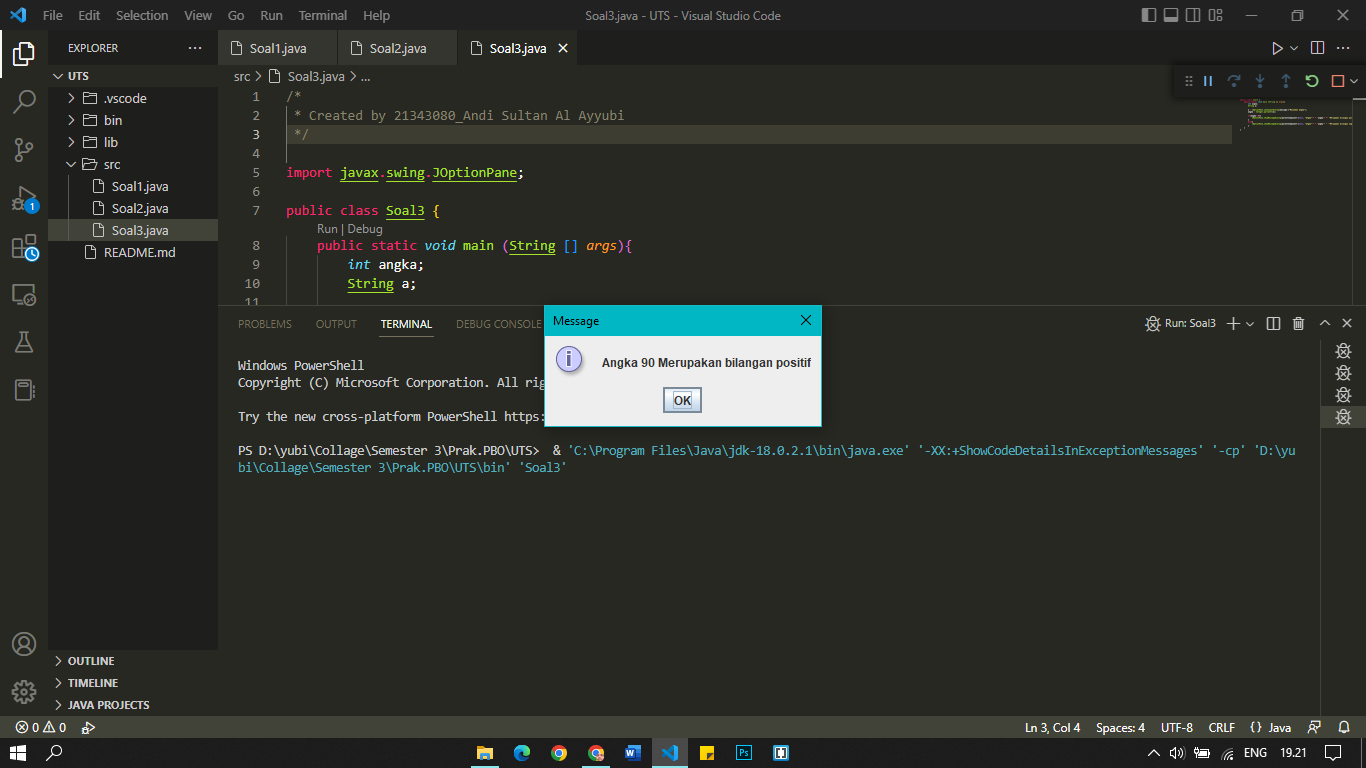 File Edit Selection View Go Run Terminal Help Soal3.java - UTS - Visual Studio Code
EXPLORER
Soal1.java Soal2.java Soal3.java
UTS
src > Soal3.java > ...
.vscode
bin
lib
src
Soal1.java
Soal2.java
Soal3.java
README.md
1 /*
2 * Created by 21343080_Andi Sultan Al Ayyubi
3 */
4
5 import javax.swing.JOptionPane;
6
7 public class Soal3 {
Run | Debug
8 public static void main (String [] args){
9 int angka;
10 String a;
11
PROBLEMS OUTPUT TERMINAL DEBUG CONSOLE
Run: Soal3
Message
Angka 90 Merupakan bilangan positif
OK
Windows PowerShell
Copyright (C) Microsoft Corporation. All rig
Try the new cross-platform PowerShell https:
PS D:\yubi\Collage\Semester 3\Prak.PBO\UTS> & 'C:\Program Files\Java\jdk-18.0.2.1\bin\java.exe' '-XX:+ShowCodeDetailsInExceptionMessages' '-cp' 'D:\yu
bi\Collage\Semester 3\Prak.PBO\UTS\bin' 'Soal3'
1
OUTLINE
TIMELINE
JAVA PROJECTS
0 0 Ln 3, Col 4 Spaces: 4 UTF-8 CRLF {} Java
W Ps ENG 19.21